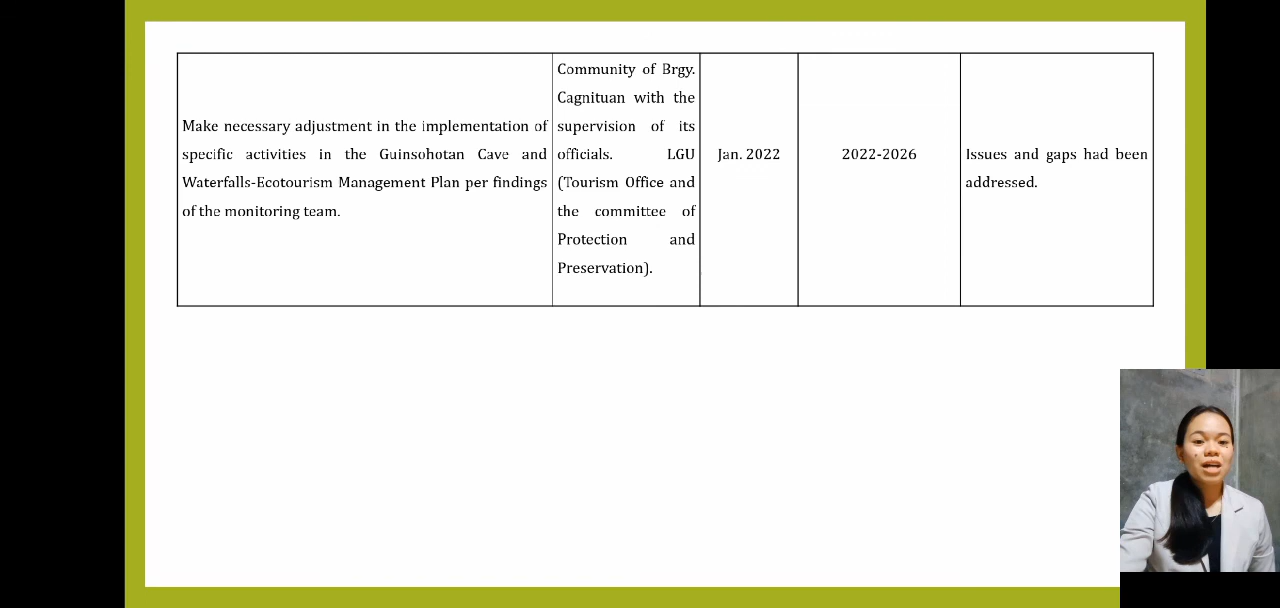 Make necessary adjustment in the implementation of
specific activities in the Guinsohotan Cave and
Waterfalls-Ecotourism Management Plan per findings
of the monitoring team.
Community of Brgy.
Cagnituan with the
supervision of its
officials. LGU
(Tourism Office and
the committee of
Protection and
Preservation).
Jan. 2022
2022-2026
Issues and gaps had been
addressed.